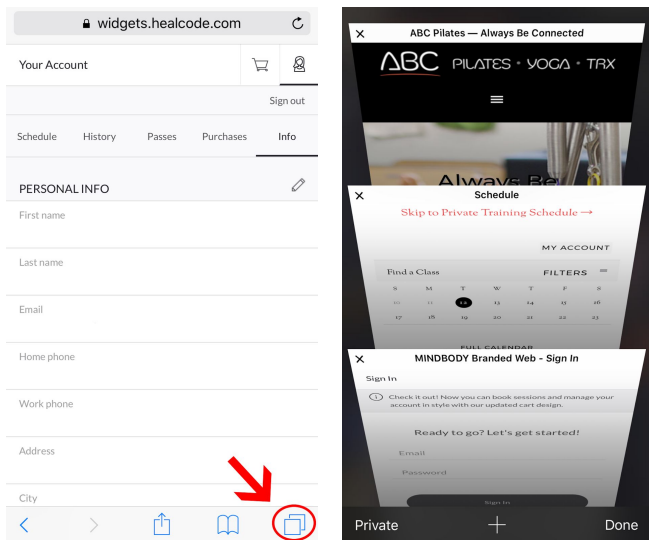 widgets.healcode.com
Your Account
Sign out
Schedule History Passes Purchases Info
PERSONAL INFO
First name
Last name
Email
Home phone
Work phone
Address
City
ABC Pilates — Always Be Connected
ABC PILATES • YOGA • TRX
Always Be
Schedule
Skip to Private Training Schedule →
MY ACCOUNT
Find a Class FILTERS
S M T W T F S
10 11 12 13 14 15 16
17 18 19 20 21 22 23
FULL CALENDAR
MINDBODY Branded Web - Sign In
Sign In
Check it out! Now you can book sessions and manage your
account in style with our updated cart design.
Ready to go? Let's get started!
Email
Password
Sign In
Private Done